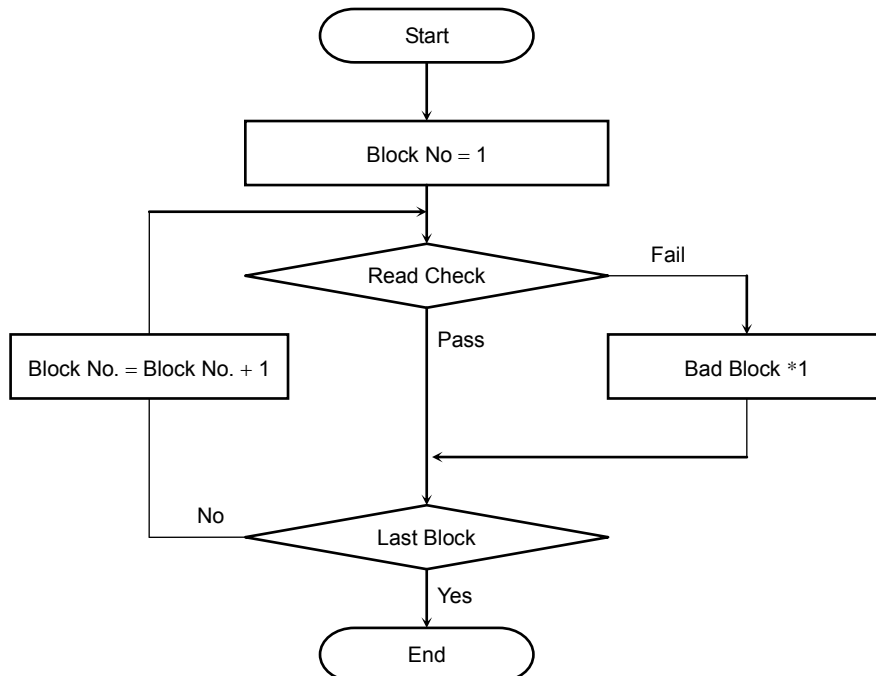 Start
Block No = 1
Read Check
Fail
Pass
Block No. = Block No. + 1
Bad Block *1
No
Last Block
Yes
End